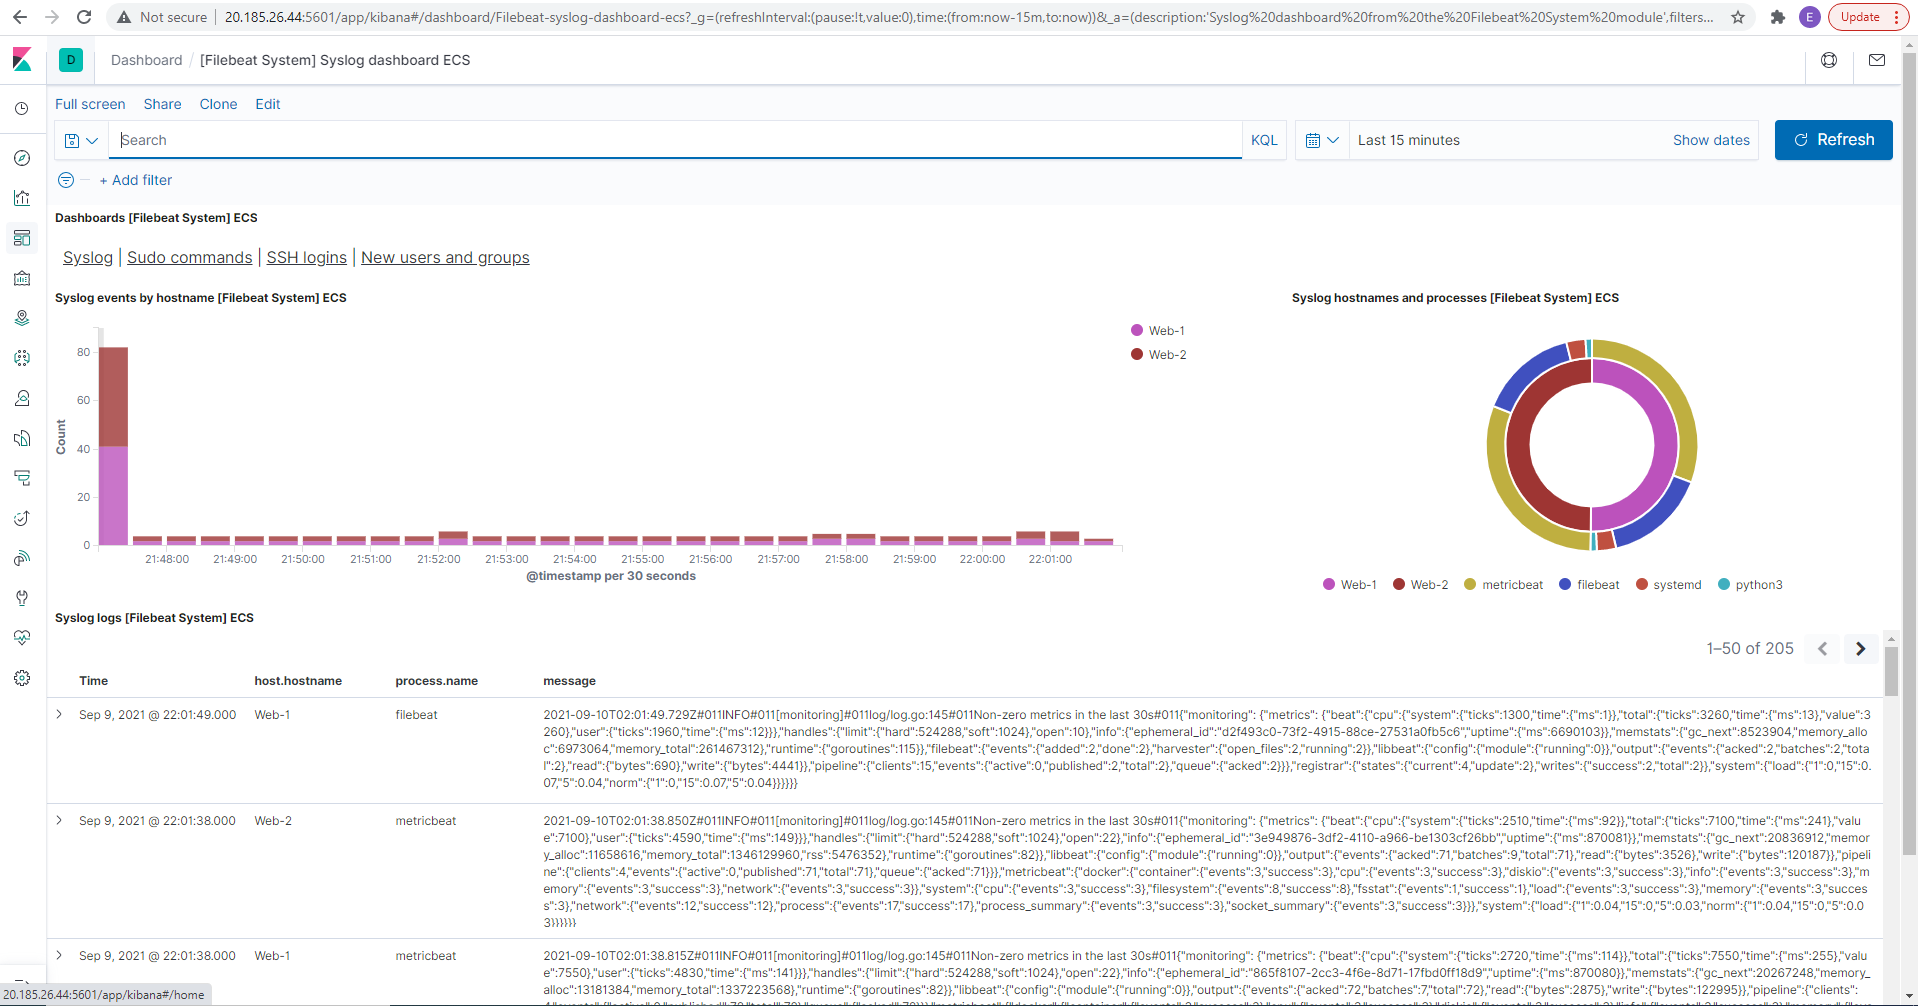 Not secure | 20.185.26.44:5601/app/kibana#/dashboard/Filebeat-syslog-dashboard-ecs?_g=(refreshInterval:(pause:!t,value:0),time:(from:now-15m,to:now))&_a=(description:'Syslog%20dashboard%20from%20the%20Filebeat%20System%20module',filters... E Update
D Dashboard / [Filebeat System] Syslog dashboard ECS
Full screen Share Clone Edit
Search KQL Last 15 minutes Show dates Refresh
+ Add filter
Dashboards [Filebeat System] ECS
Syslog | Sudo commands | SSH logins | New users and groups
Syslog events by hostname [Filebeat System] ECS
80
60
40
20
0
Count
21:48:00 21:49:00 21:50:00 21:51:00 21:52:00 21:53:00 21:54:00 21:55:00 21:56:00 21:57:00 21:58:00 21:59:00 22:00:00 22:01:00
@timestamp per 30 seconds
Web-1
Web-2
Syslog hostnames and processes [Filebeat System] ECS
Web-1 Web-2 metricbeat filebeat systemd python3
Syslog logs [Filebeat System] ECS
1–50 of 205
Time host.hostname process.name message
Sep 9, 2021 @ 22:01:49.000 Web-1 filebeat 2021-09-10T02:01:49.729Z#011INFO#011[monitoring]#011log/log.go:145#011Non-zero metrics in the last 30s#011{"monitoring": {"metrics": {"beat":{"cpu":{"system":{"ticks":1300,"time":{"ms":1}},"total":{"ticks":3260,"time":{"ms":13},"value":3
260},"user":{"ticks":1960,"time":{"ms":12}}},"handles":{"limit":{"hard":524288,"soft":1024},"open":10},"info":{"ephemeral_id":"d2f493c0-73f2-4915-88ce-27531a0fb5c6","uptime":{"ms":6690103}},"memstats":{"gc_next":8523904,"memory_allo
c":6973064,"memory_total":261467312},"runtime":{"goroutines":115}},"filebeat":{"events":{"added":2,"done":2},"harvester":{"open_files":2,"running":2}},"libbeat":{"config":{"module":{"running":0}},"output":{"events":{"acked":2,"batches":2,"tota
l":2},"read":{"bytes":690},"write":{"bytes":4441}},"pipeline":{"clients":15,"events":{"active":0,"published":2,"total":2},"queue":{"acked":2}}},"registrar":{"states":{"current":4,"update":2},"writes":{"success":2,"total":2}},"system":{"load":{"1":0,"15":0.
07,"5":0.04,"norm":{"1":0,"15":0.07,"5":0.04}}}}}}
Sep 9, 2021 @ 22:01:38.000 Web-2 metricbeat 2021-09-10T02:01:38.850Z#011INFO#011[monitoring]#011log/log.go:145#011Non-zero metrics in the last 30s#011{"monitoring": {"metrics": {"beat":{"cpu":{"system":{"ticks":2510,"time":{"ms":92}},"total":{"ticks":7100,"time":{"ms":241},"valu
e":7100},"user":{"ticks":4590,"time":{"ms":149}}},"handles":{"limit":{"hard":524288,"soft":1024},"open":22},"info":{"ephemeral_id":"3e949876-3df2-4110-a966-be1303cf26bb","uptime":{"ms":870081}},"memstats":{"gc_next":20836912,"memor
y_alloc":11658616,"memory_total":1346129960,"rss":5476352},"runtime":{"goroutines":82}},"libbeat":{"config":{"module":{"running":0}},"output":{"events":{"acked":71,"batches":9,"total":71},"read":{"bytes":3526},"write":{"bytes":120187}},"pipeli
ne":{"clients":4,"events":{"active":0,"published":71,"total":71},"queue":{"acked":71}}},"metricbeat":{"docker":{"container":{"events":3,"success":3},"cpu":{"events":3,"success":3},"diskio":{"events":3,"success":3},"info":{"events":3,"success":3},"m
emory":{"events":3,"success":3},"network":{"events":3,"success":3}},"system":{"cpu":{"events":3,"success":3},"filesystem":{"events":8,"success":8},"fsstat":{"events":1,"success":1},"load":{"events":3,"success":3},"memory":{"events":3,"succes
s":3},"network":{"events":12,"success":12},"process":{"events":17,"success":17},"process_summary":{"events":3,"success":3},"socket_summary":{"events":3,"success":3}}},"system":{"load":{"1":0.04,"15":0,"5":0.03,"norm":{"1":0.04,"15":0,"5":0.0
3}}}}}}
Sep 9, 2021 @ 22:01:38.000 Web-1 metricbeat 2021-09-10T02:01:38.815Z#011INFO#011[monitoring]#011log/log.go:145#011Non-zero metrics in the last 30s#011{"monitoring": {"metrics": {"beat":{"cpu":{"system":{"ticks":2720,"time":{"ms":114}},"total":{"ticks":7550,"time":{"ms":255},"valu
e":7550},"user":{"ticks":4830,"time":{"ms":141}}},"handles":{"limit":{"hard":524288,"soft":1024},"open":22},"info":{"ephemeral_id":"865f8107-2cc3-4f6e-8d71-17fbd0ff18d9","uptime":{"ms":870080}},"memstats":{"gc_next":20267248,"memory_
alloc":13181384,"memory_total":1337223568},"runtime":{"goroutines":82}},"libbeat":{"config":{"module":{"running":0}},"output":{"events":{"acked":70,"batches":7,"total":72},"read":{"bytes":2875},"write":{"bytes":122995}},"pipeline":{"clients":
20.185.26.44:5601/app/kibana#/home